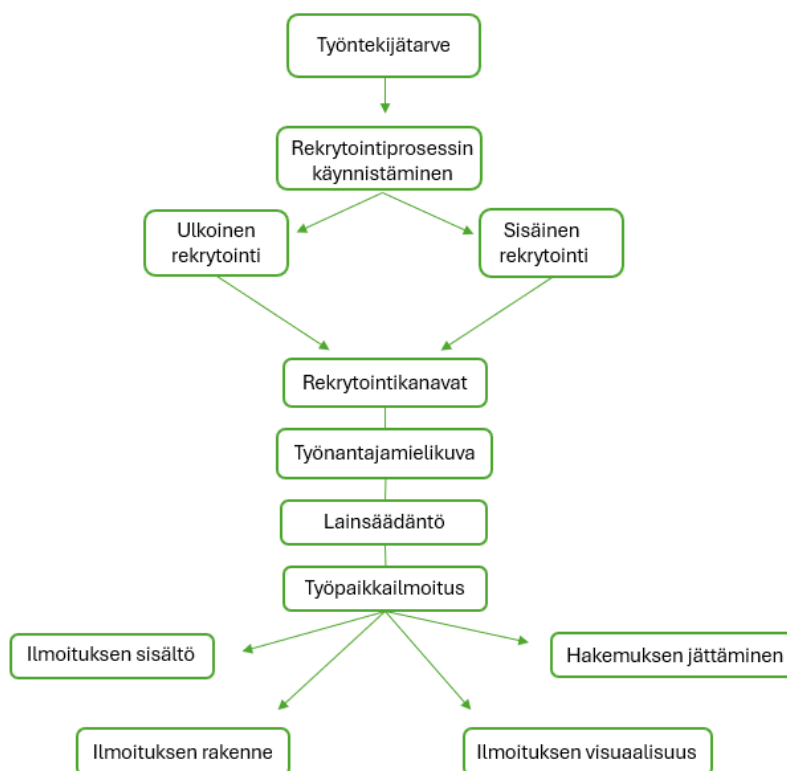 Työntekijätarve
Rekrytointiprosessin
käynnistäminen
Ulkoinen
rekrytointi
Sisäinen
rekrytointi
Rekrytointikanavat
Työnantajamielikuva
Lainsäädäntö
Työpaikkailmoitus
Ilmoituksen sisältö
Hakemuksen jättäminen
Ilmoituksen rakenne
Ilmoituksen visuaalisuus